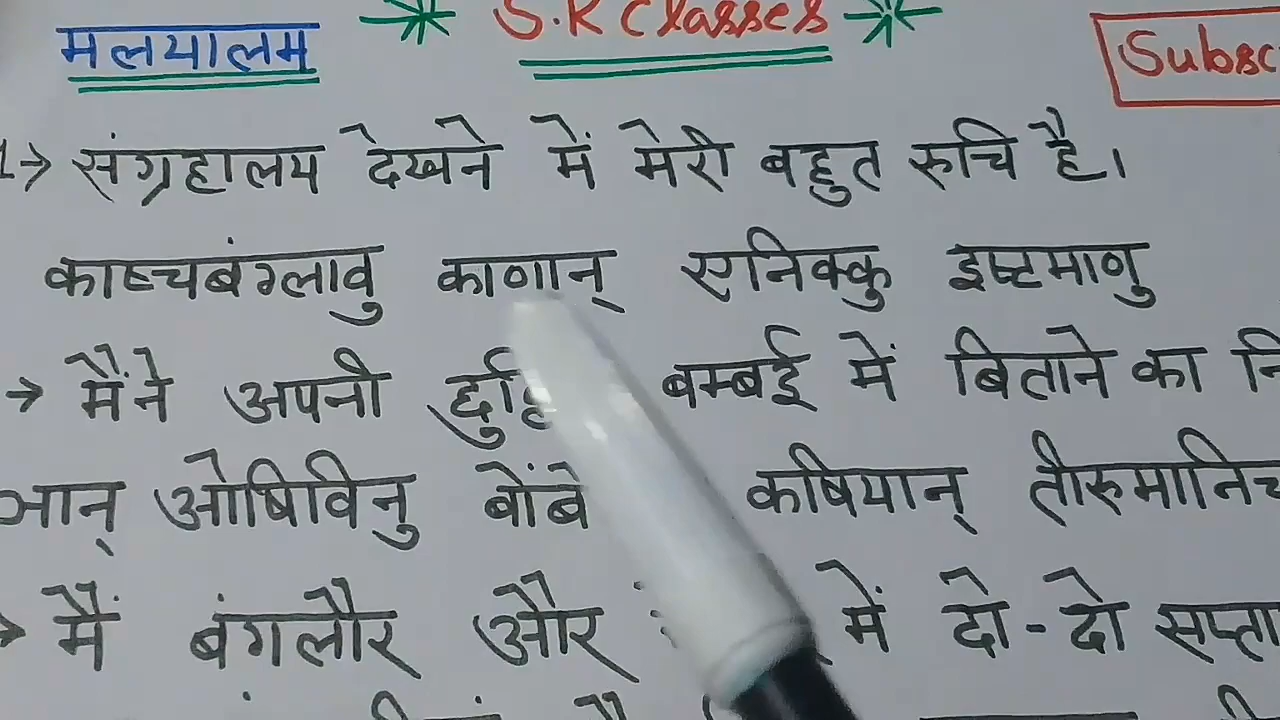 मलयालम S.K Classes Subsc
1→ संग्रहालय देखने में मेरी बहुत रुचि है।
काष्चबंग्लावु काणान् एनिक्कु इष्टमाणु
→ मैंने अपनी बम्बई में बिताने का नि
ञान् ओषिविनु बोंबे कषियान् तीरुमानिच
→ मैं बंगलौर और में दो-दो सप्ता